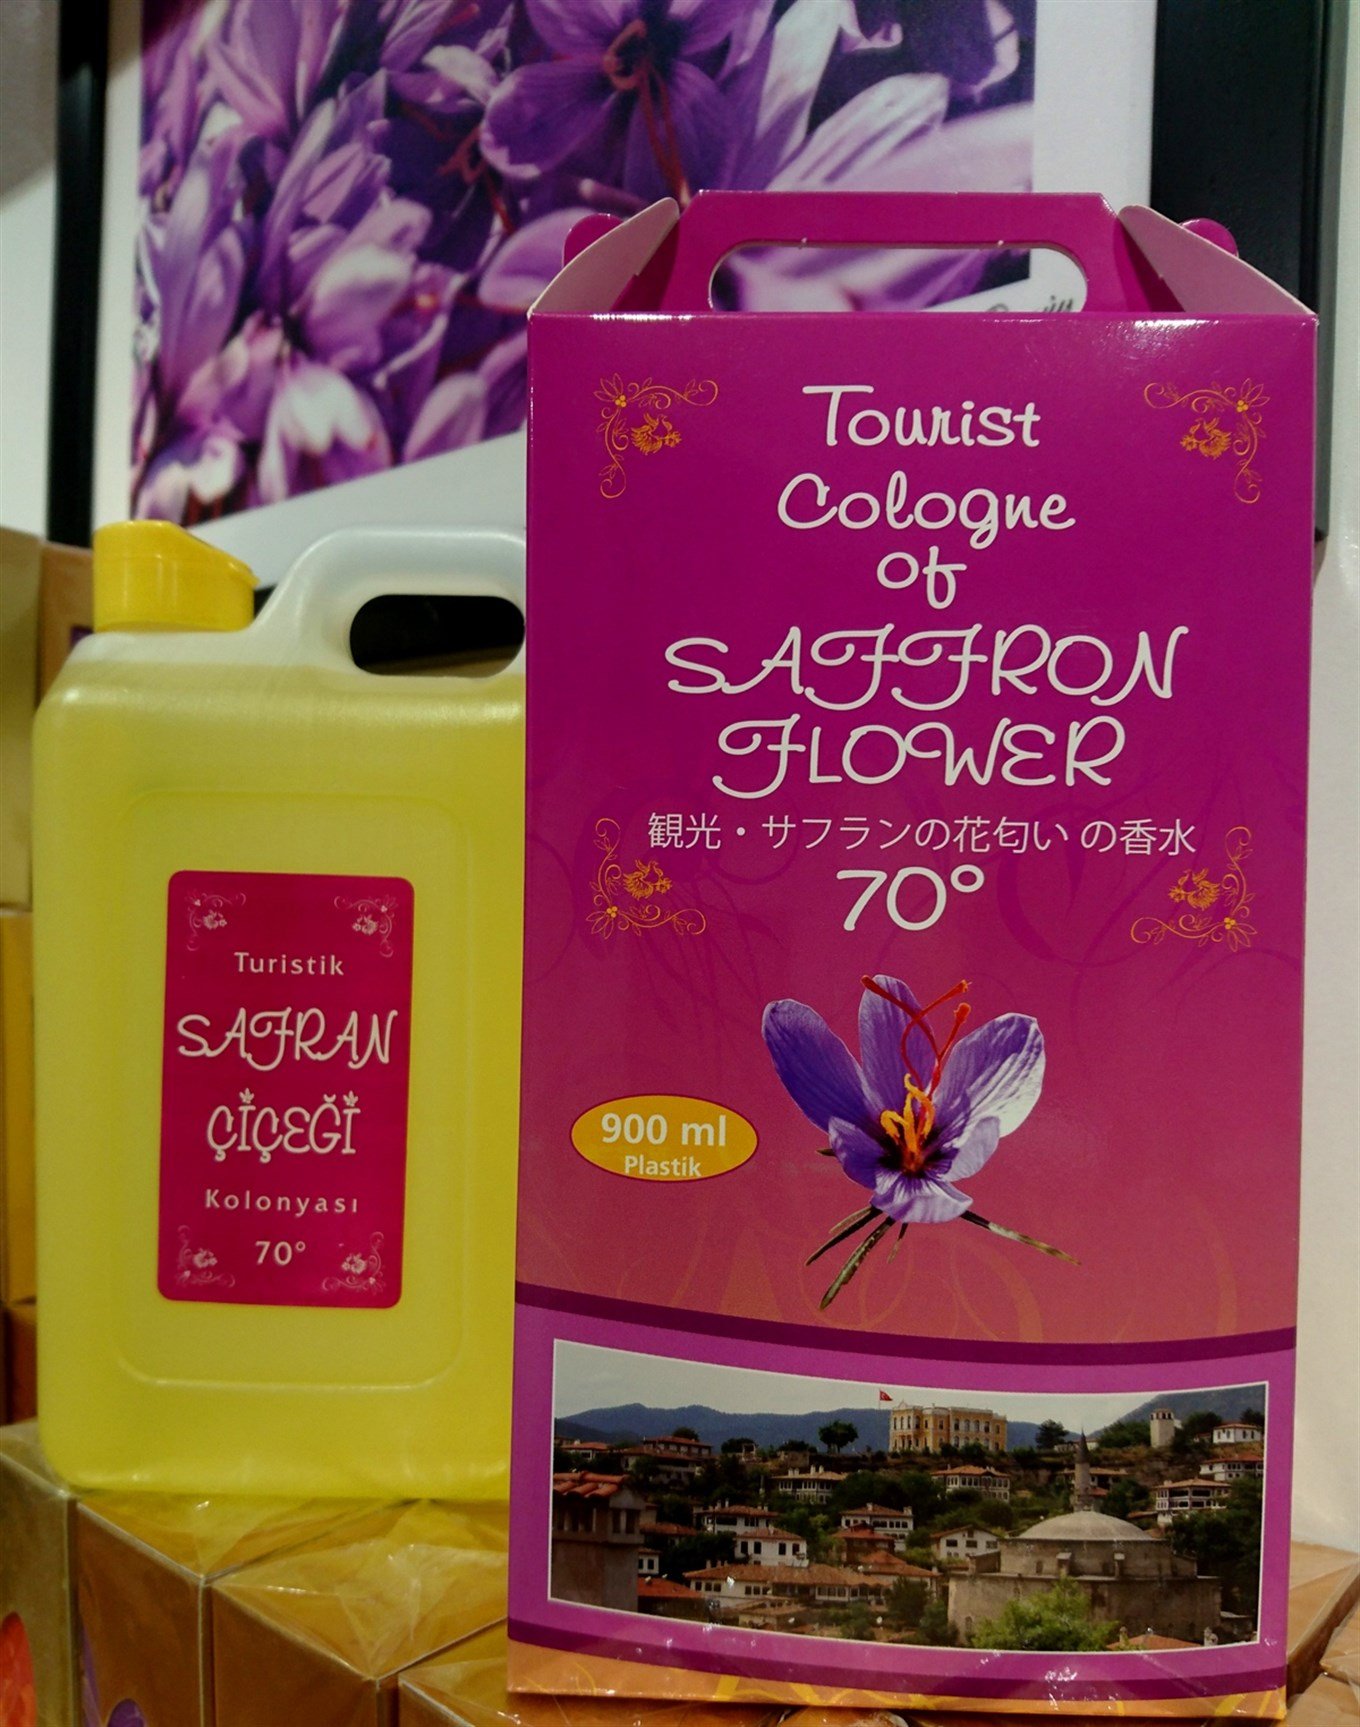 Tourist
Cologne
of
SAFFRON
FLOWER
観光・サフランの花匂い の香水
70°
900 ml
Plastik
Turistik
SAFRAN
ÇİÇEĞİ
Kolonyası
70°